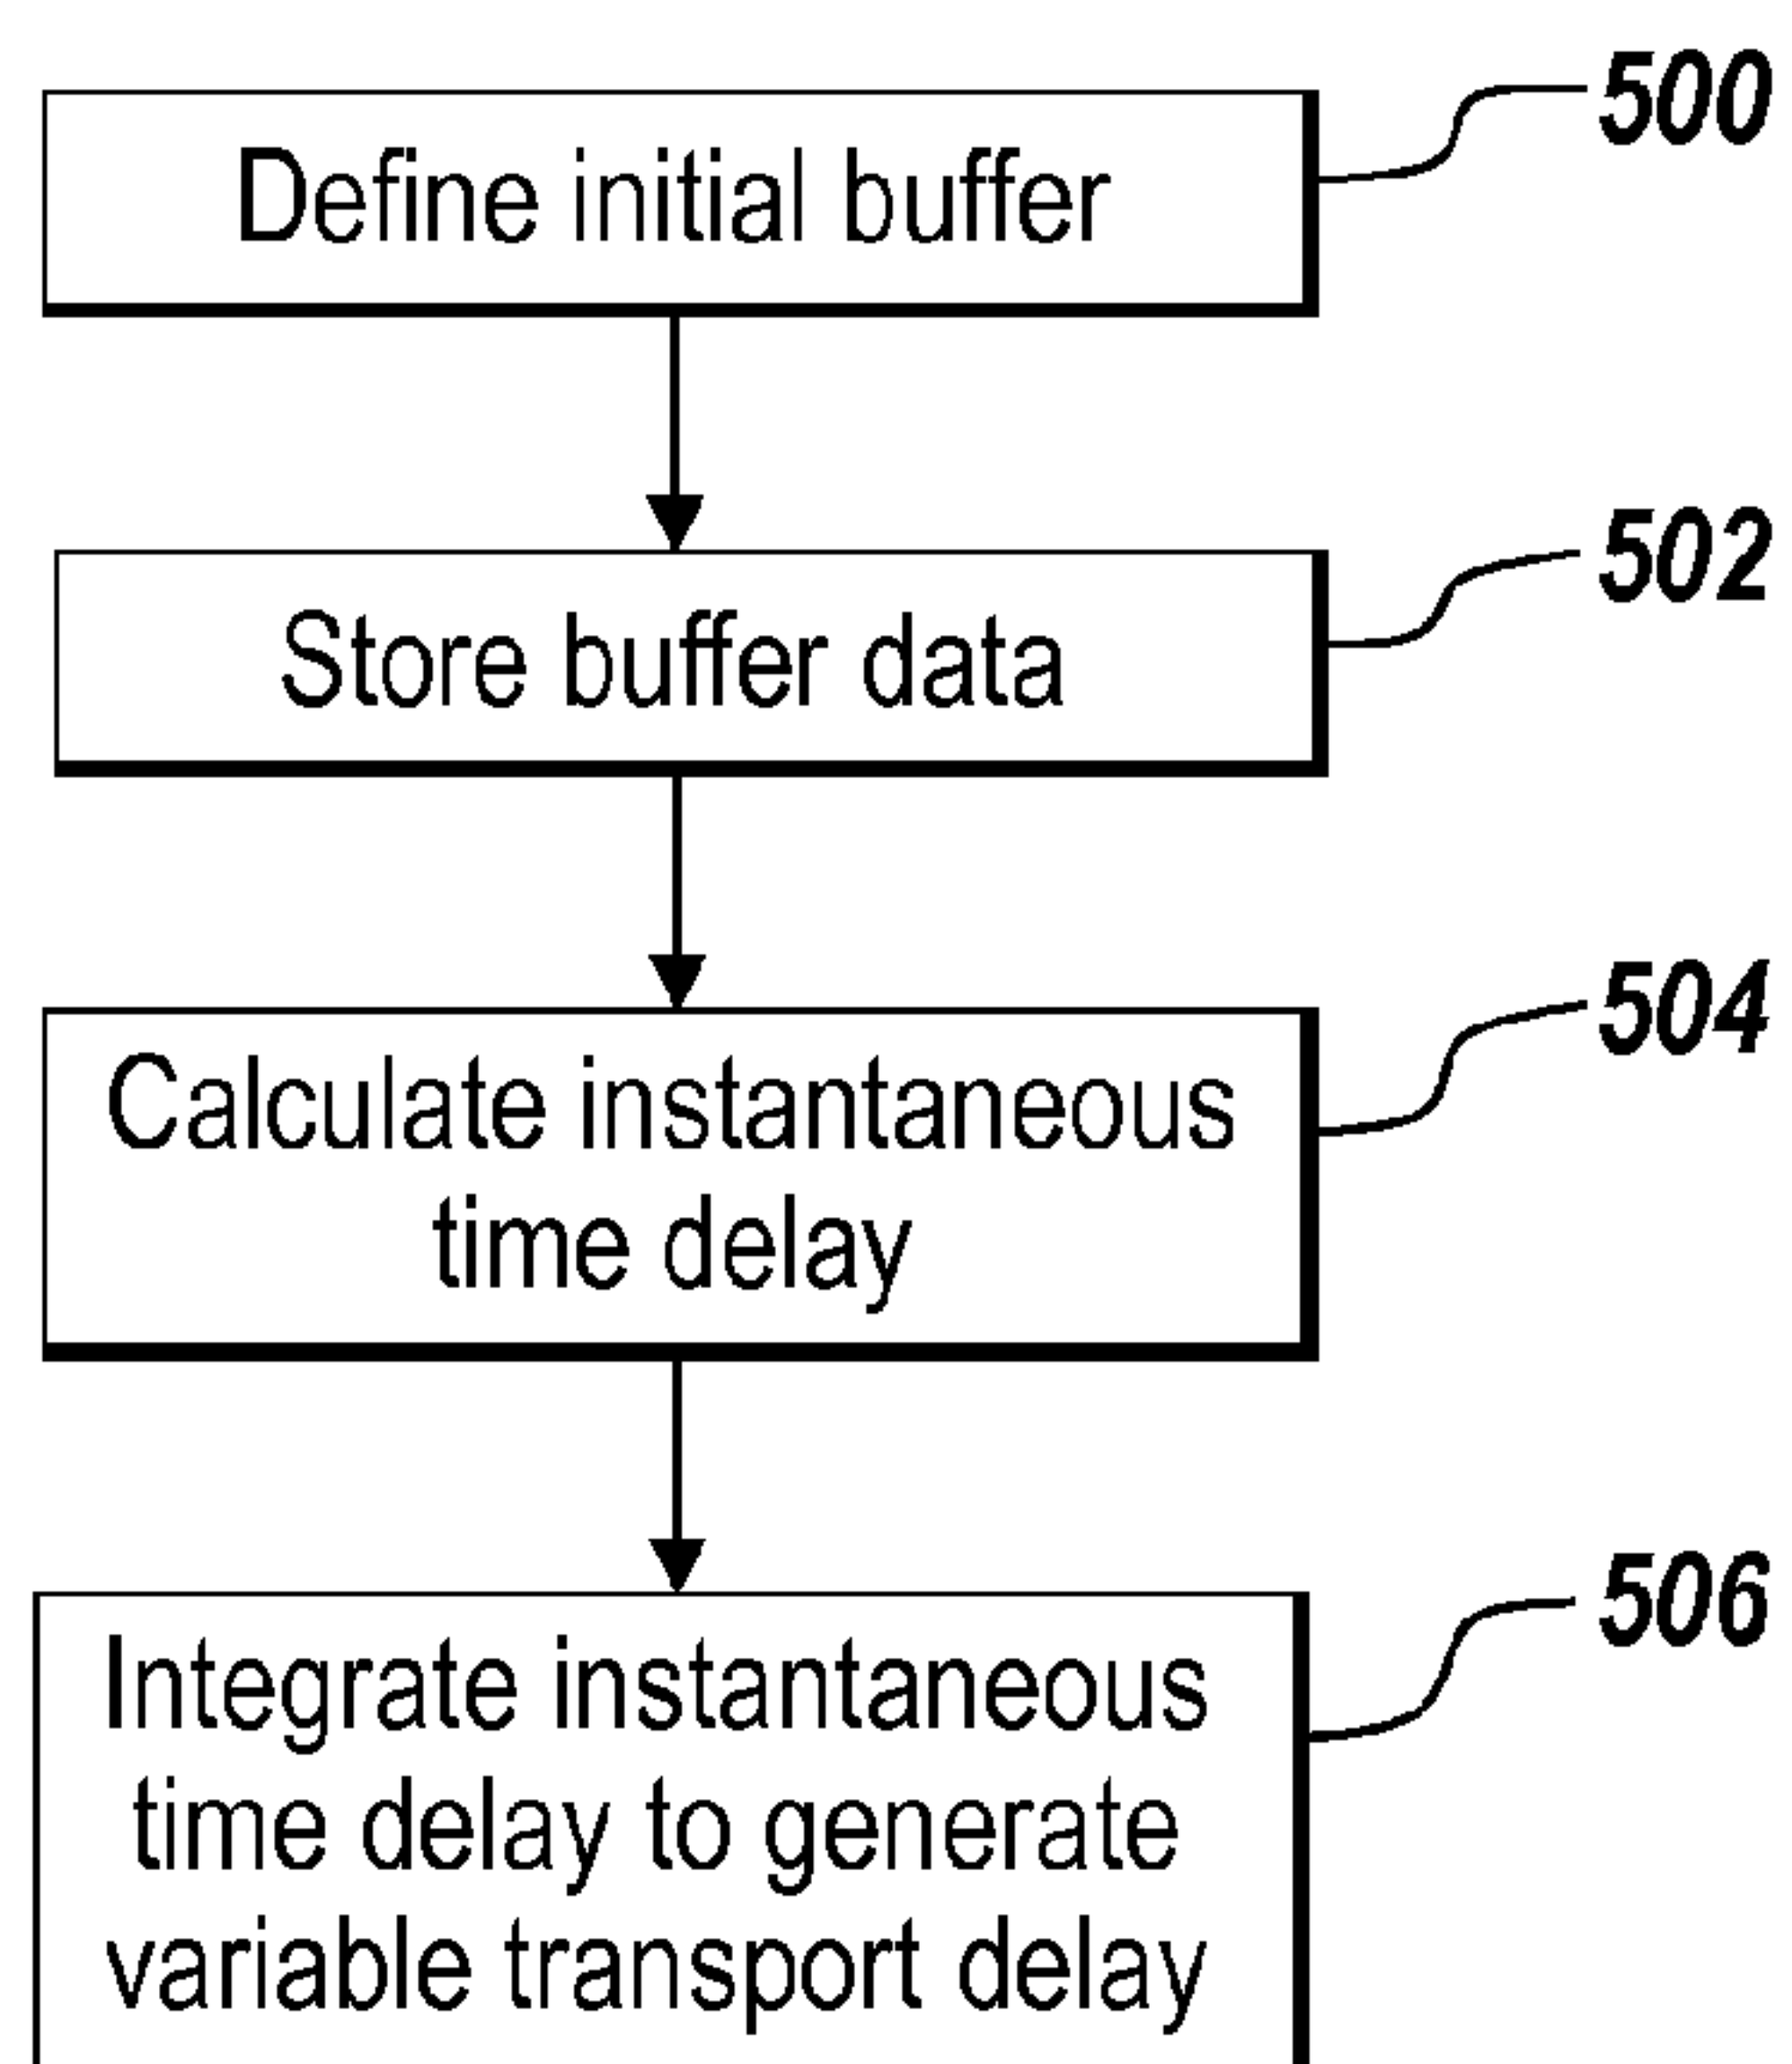 500
Define initial buffer
502
Store buffer data
504
Calculate instantaneous
time delay
506
Integrate instantaneous
time delay to generate
variable transport delay